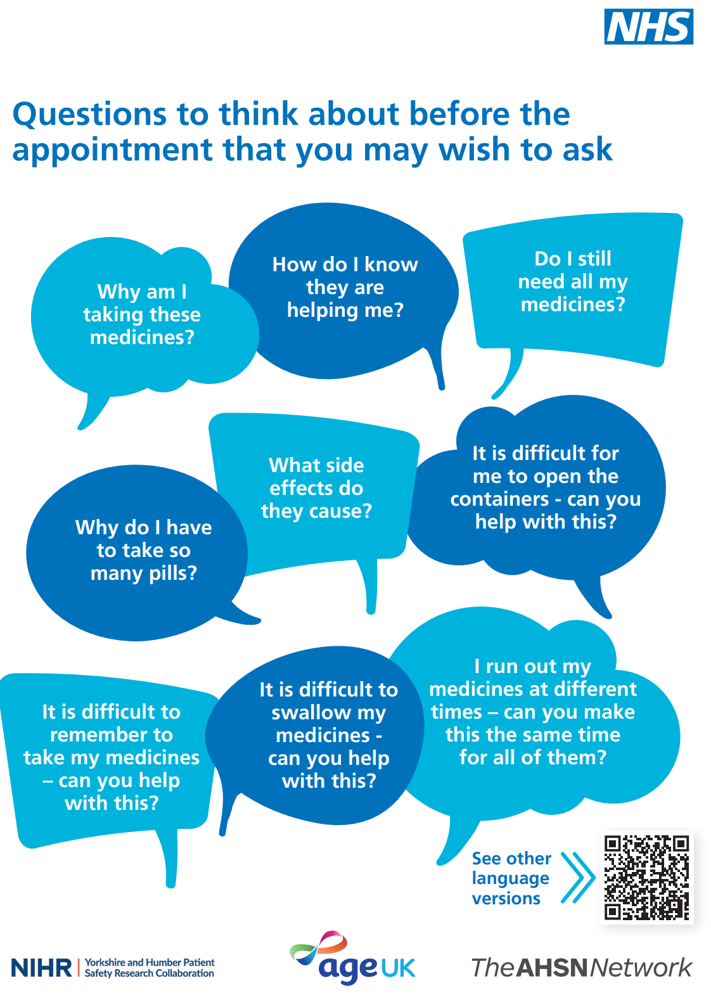 NHS
Questions to think about before the
appointment that you may wish to ask
Why am I
taking these
medicines?
How do I know
they are
helping me?
Do I still
need all my
medicines?
Why do I have
to take so
many pills?
What side
effects do
they cause?
It is difficult for
me to open the
containers - can you
help with this?
It is difficult to
remember to
take my medicines
– can you help
with this?
It is difficult to
swallow my
medicines -
can you help
with this?
I run out my
medicines at different
times – can you make
this the same time
for all of them?
See other
language
versions
NIHR | Yorkshire and Humber Patient
Safety Research Collaboration
age UK
TheAHSNNetwork